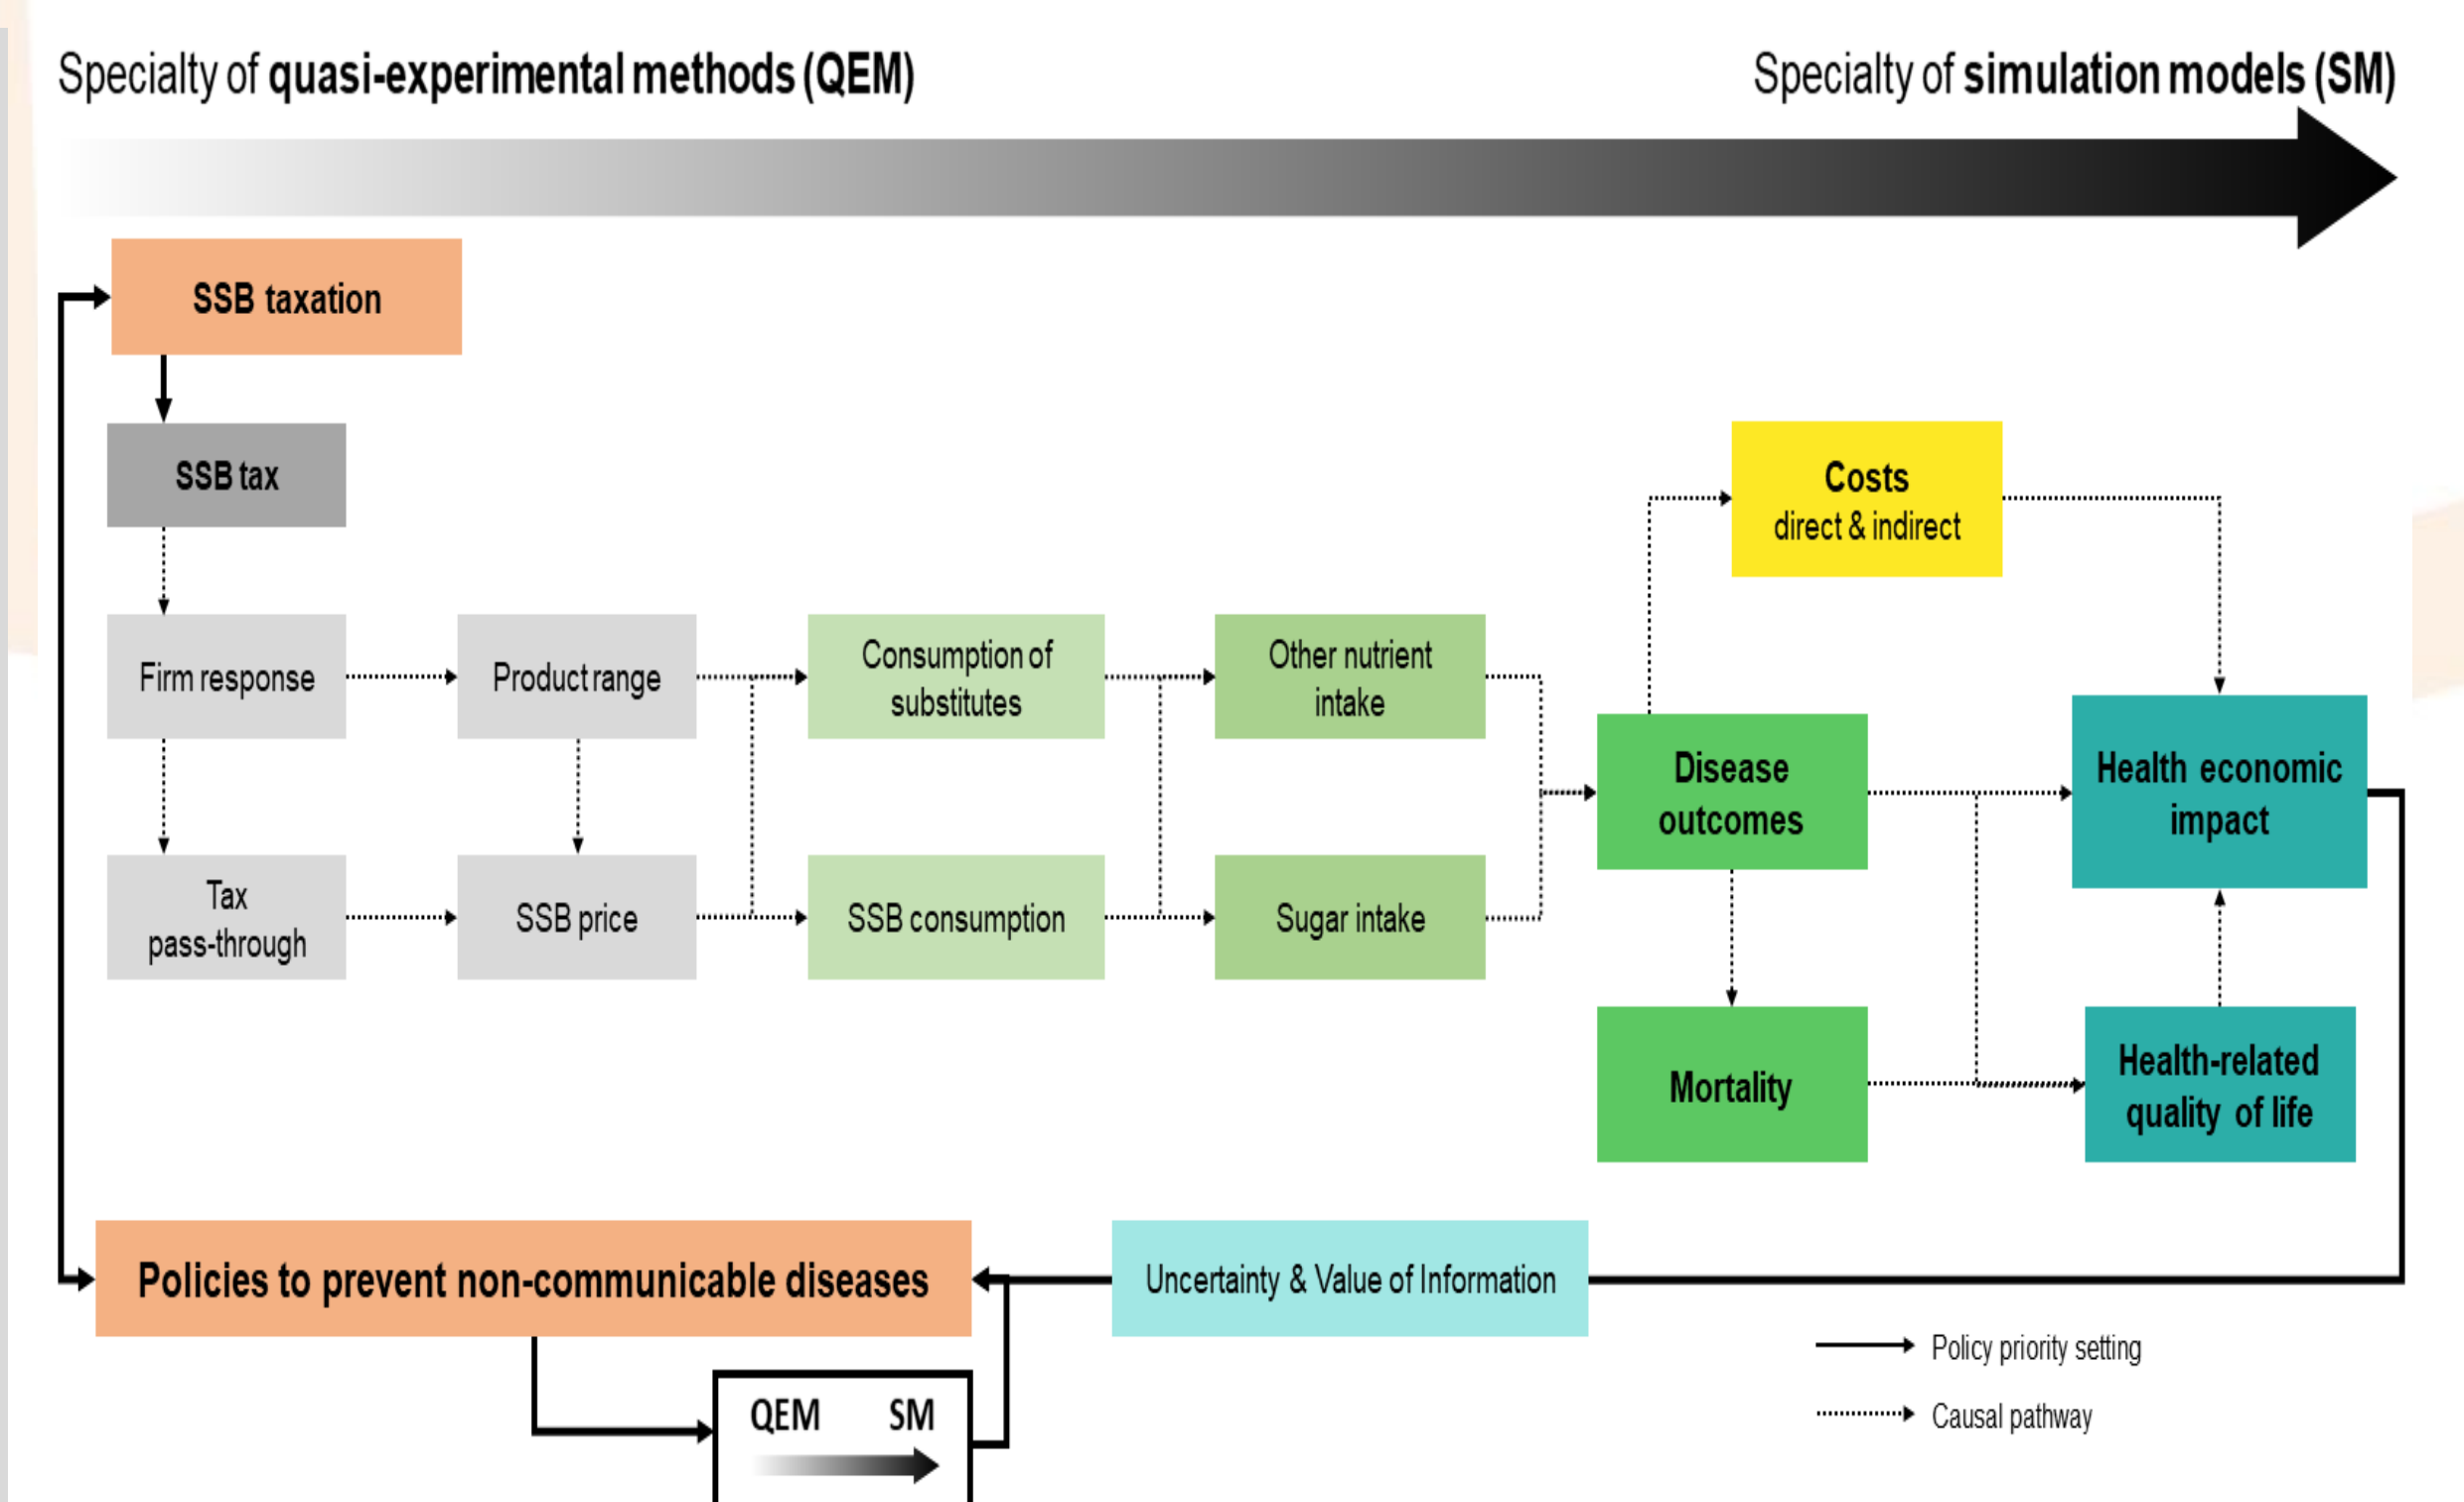 Specialty of quasi-experimental methods (QEM)
Specialty of simulation models (SM)
SSB taxation
SSB tax
Costs
direct & indirect
Firm response
Product range
Consumption of
substitutes
Other nutrient
intake
Disease
outcomes
Health economic
impact
Tax
pass-through
SSB price
SSB consumption
Sugar intake
Mortality
Health-related
quality of life
Policies to prevent non-communicable diseases
Uncertainty & Value of Information
Policy priority setting
Causal pathway
QEM SM